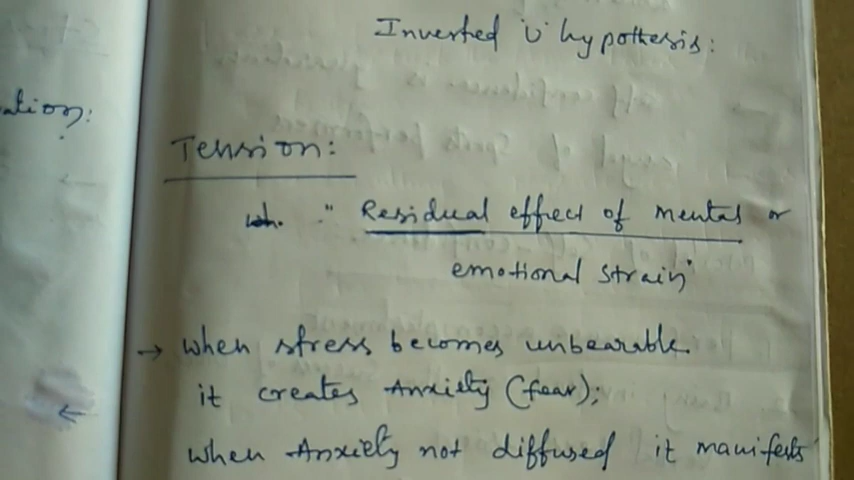 Inverted 'U' hypothesis:
ation:
Tension:
" Residual effect of mental or
emotional strain"
→ when stress becomes unbearable.
it creates Anxiety (fear);
←
when Anxiety not diffused it manifests